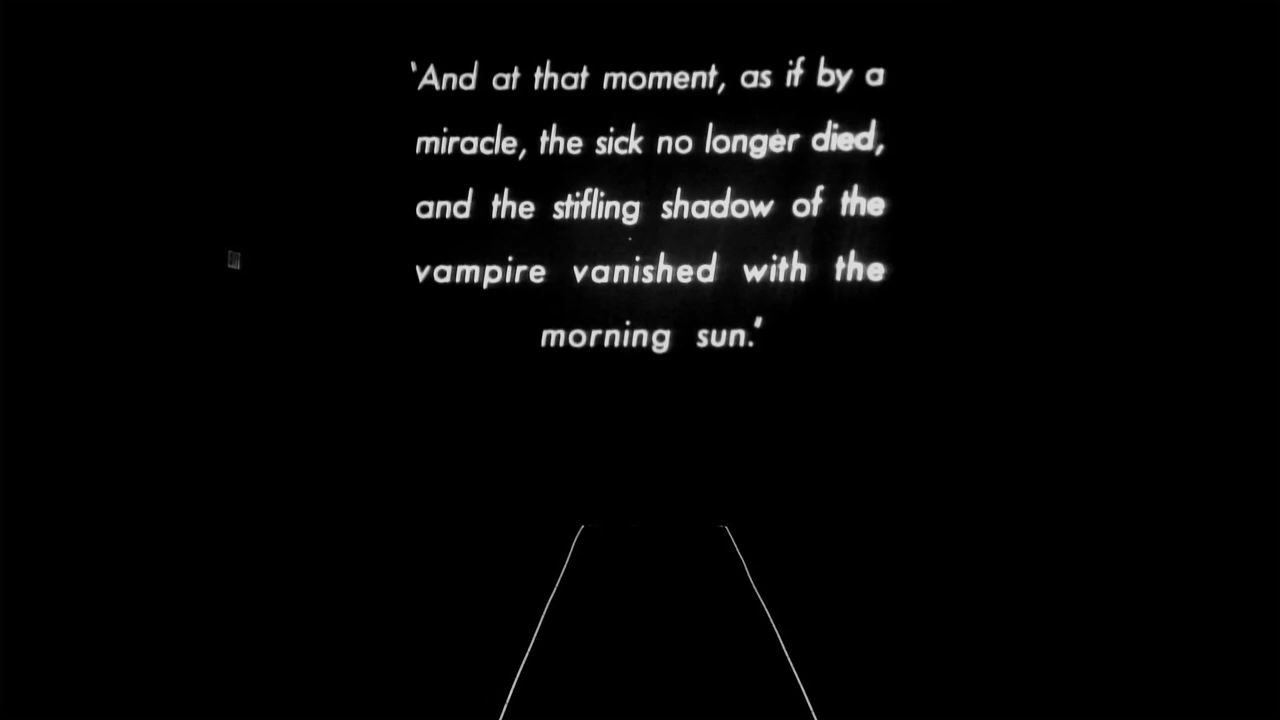 'And at that moment, as if by a
miracle, the sick no longer died,
and the stifling shadow of the
vampire vanished with the
morning sun.'